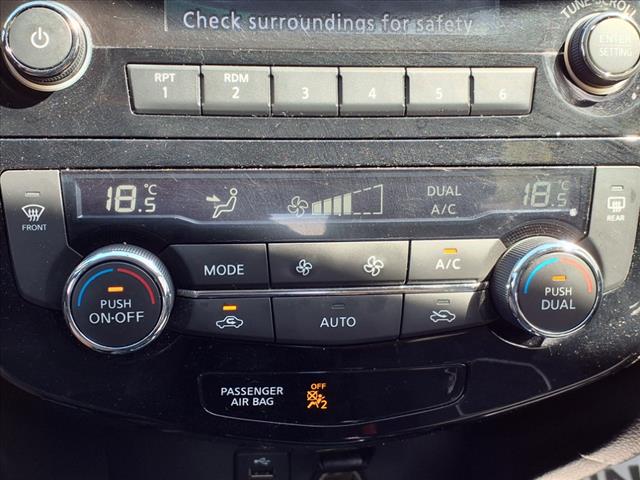 Check surroundings for safety
TUNE·SCROLL
ENTER
SETTING
RPT
1
RDM
2
3
4
5
6
18.5°C
DUAL
A/C
18.5°C
FRONT
REAR
MODE
A/C
PUSH
ON-OFF
AUTO
PUSH
DUAL
PASSENGER
AIR BAG
OFF
2